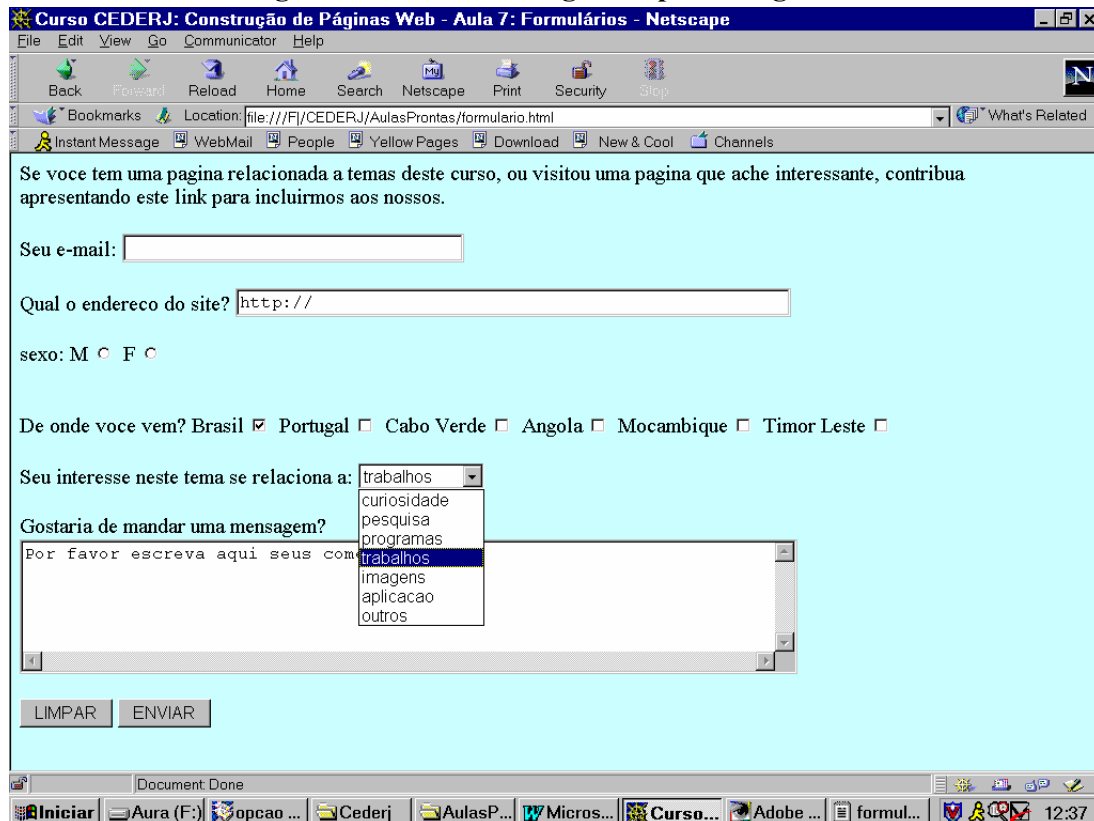 Curso CEDERJ: Construção de Páginas Web - Aula 7: Formulários - Netscape
File Edit View Go Communicator Help
Back Forward Reload Home Search Netscape Print Security Stop
My
N
Bookmarks Location: file:///F|/CEDERJ/AulasProntas/formulario.html What's Related
Instant Message WebMail People Yellow Pages Download New & Cool Channels
Se voce tem uma pagina relacionada a temas deste curso, ou visitou uma pagina que ache interessante, contribua
apresentando este link para incluirmos aos nossos.
Seu e-mail:
Qual o endereco do site? http://
sexo: M F
De onde voce vem? Brasil Portugal Cabo Verde Angola Mocambique Timor Leste
Seu interesse neste tema se relaciona a: trabalhos
curiosidade
pesquisa
programas
trabalhos
imagens
aplicacao
outros
Gostaria de mandar uma mensagem?
Por favor escreva aqui seus com
LIMPAR ENVIAR
Document: Done
Iniciar Aura (F:) opcao ... Cederj AulasP... Micros... Curso... Adobe ... formul... 12:37